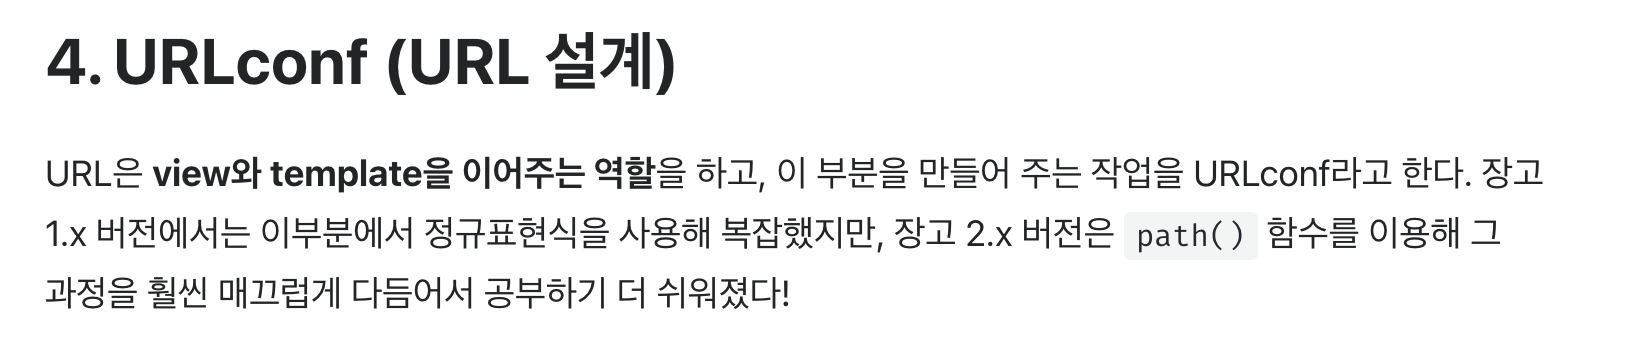 4. URLconf (URL 설계)
URL은 view와 template을 이어주는 역할을 하고, 이 부분을 만들어 주는 작업을 URLconf라고 한다. 장고
1.x 버전에서는 이부분에서 정규표현식을 사용해 복잡했지만, 장고 2.x 버전은 path() 함수를 이용해 그
과정을 훨씬 매끄럽게 다듬어서 공부하기 더 쉬워졌다!